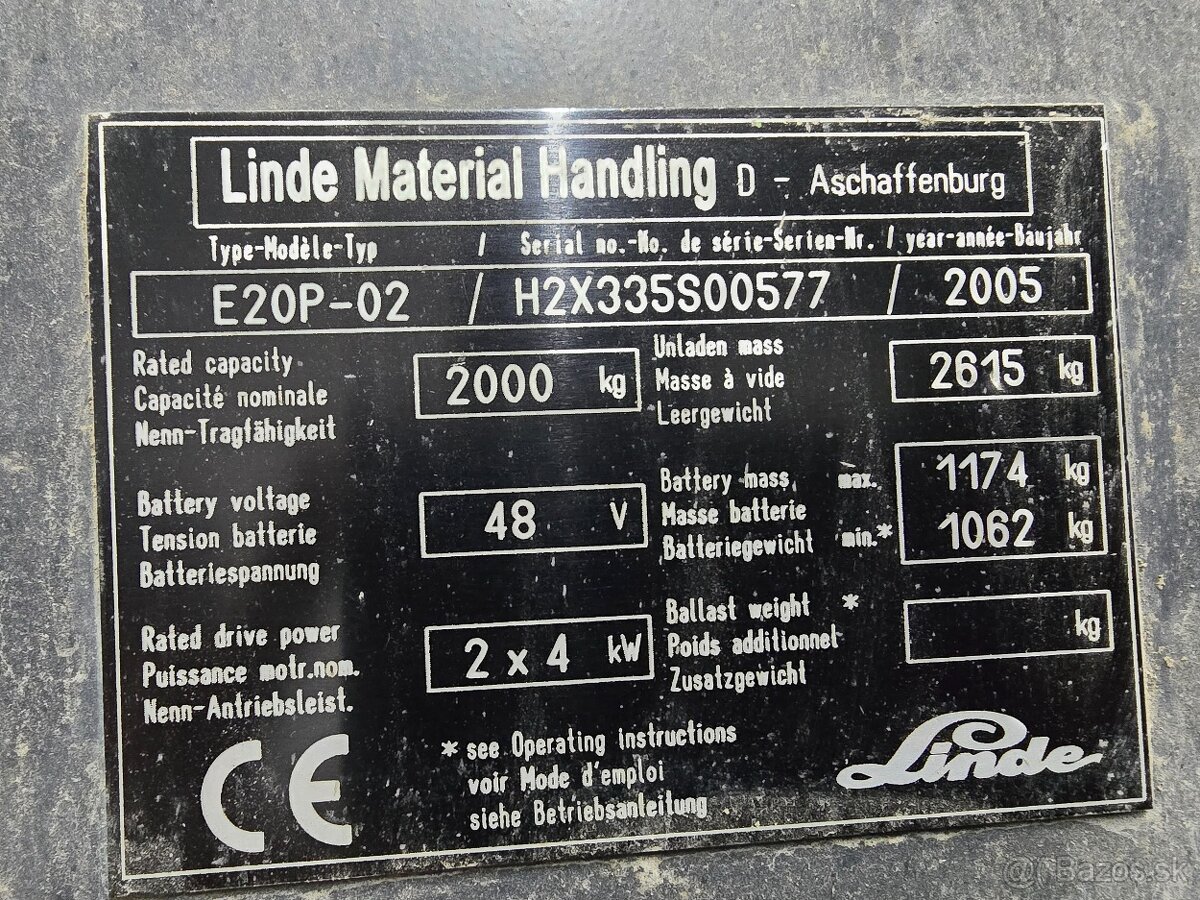 Linde Material Handling D - Aschaffenburg
Type-Modèle-Typ / Serial no.-No. de série-Serien-Nr. / year-année-Baujahr
E20P-02 / H2X335S00577 / 2005
Rated capacity
Capacité nominale
Nenn-Tragfähigkeit
2000 kg
Unladen mass
Masse à vide
Leergewicht
2615 kg
Battery voltage
Tension batterie
Batteriespannung
48 V
Battery mass max.
Masse batterie
Batteriegewicht min.*
1174 kg
1062 kg
Rated drive power
Puissance motr.nom.
Nenn-Antriebsleist.
2 x 4 kW
Ballast weight *
Poids additionnel
Zusatzgewicht
kg
CE
* see Operating instructions
voir Mode d'emploi
siehe Betriebsanleitung
Linde
Bazos.sk